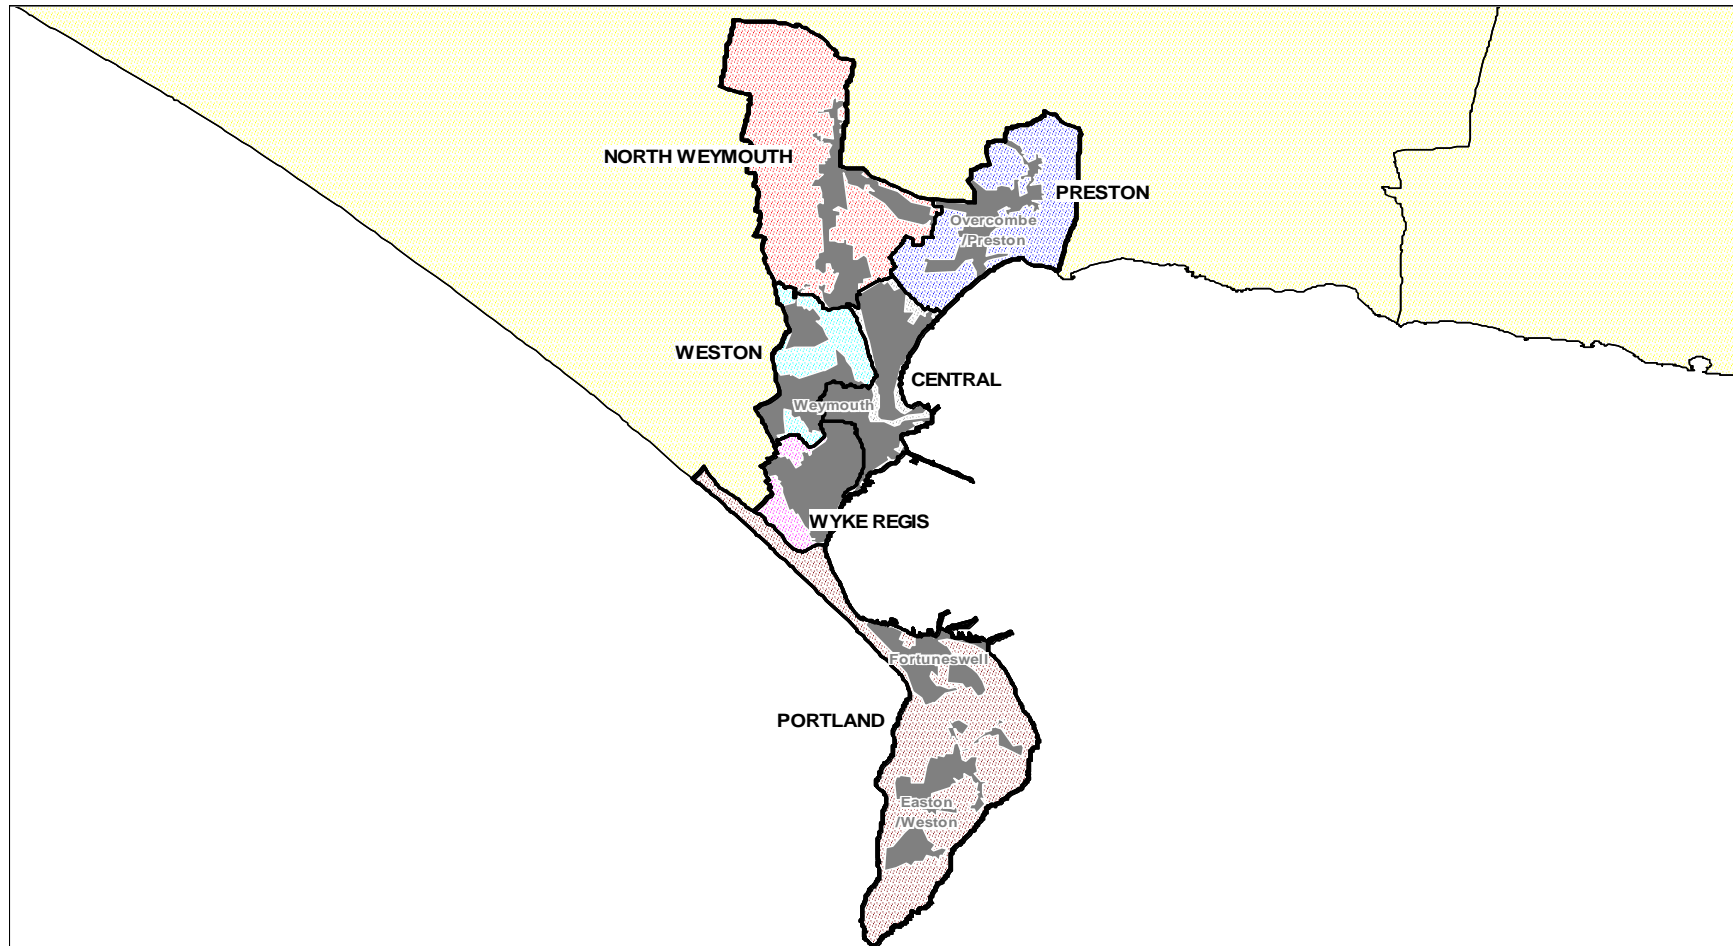 NORTH WEYMOUTH
PRESTON
Overcombe
/Preston
WESTON
CENTRAL
Weymouth
WYKE REGIS
Fortuneswell
PORTLAND
Easton
/Weston